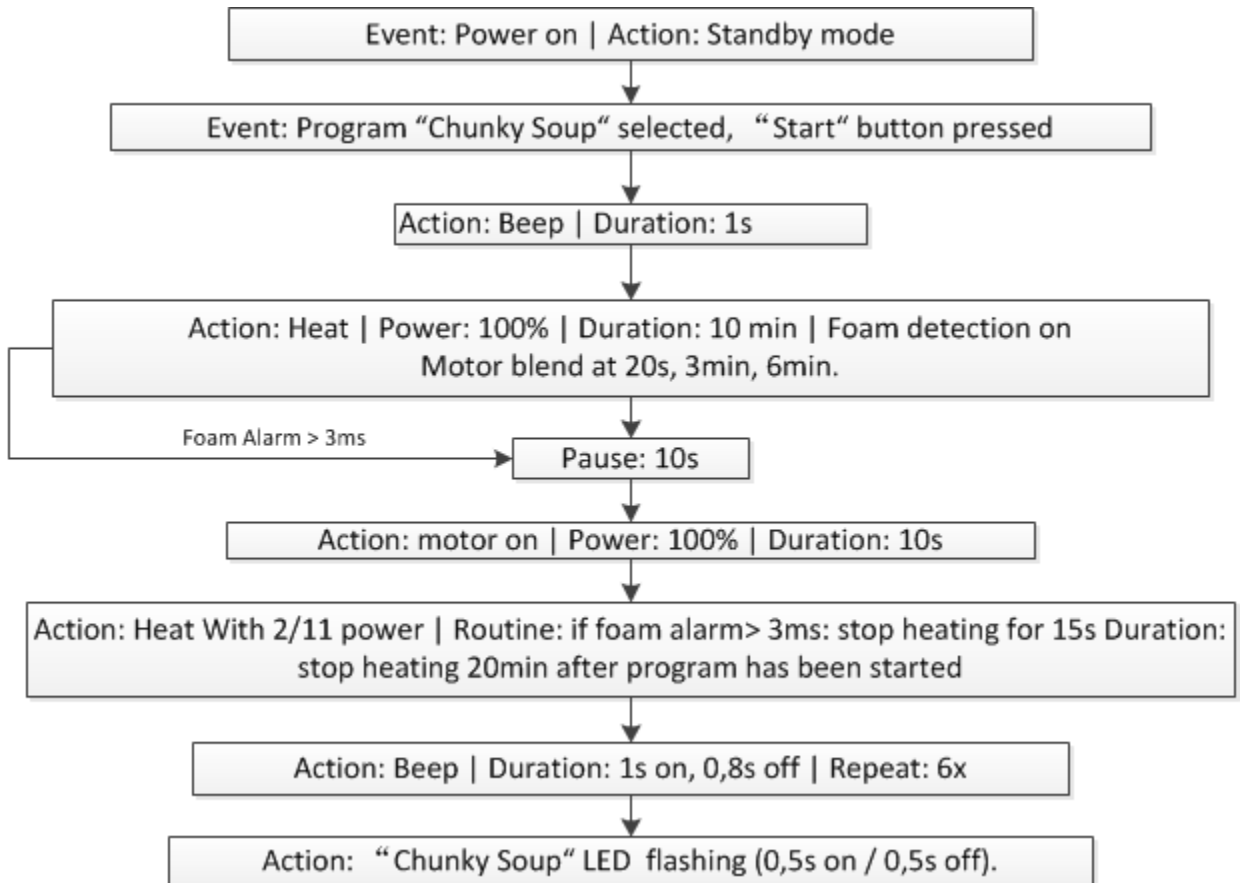 Event: Power on | Action: Standby mode
Event: Program “Chunky Soup“ selected, “Start“ button pressed
Action: Beep | Duration: 1s
Action: Heat | Power: 100% | Duration: 10 min | Foam detection on
Motor blend at 20s, 3min, 6min.
Foam Alarm > 3ms
Pause: 10s
Action: motor on | Power: 100% | Duration: 10s
Action: Heat With 2/11 power | Routine: if foam alarm> 3ms: stop heating for 15s Duration:
stop heating 20min after program has been started
Action: Beep | Duration: 1s on, 0,8s off | Repeat: 6x
Action: “Chunky Soup“ LED flashing (0,5s on / 0,5s off).